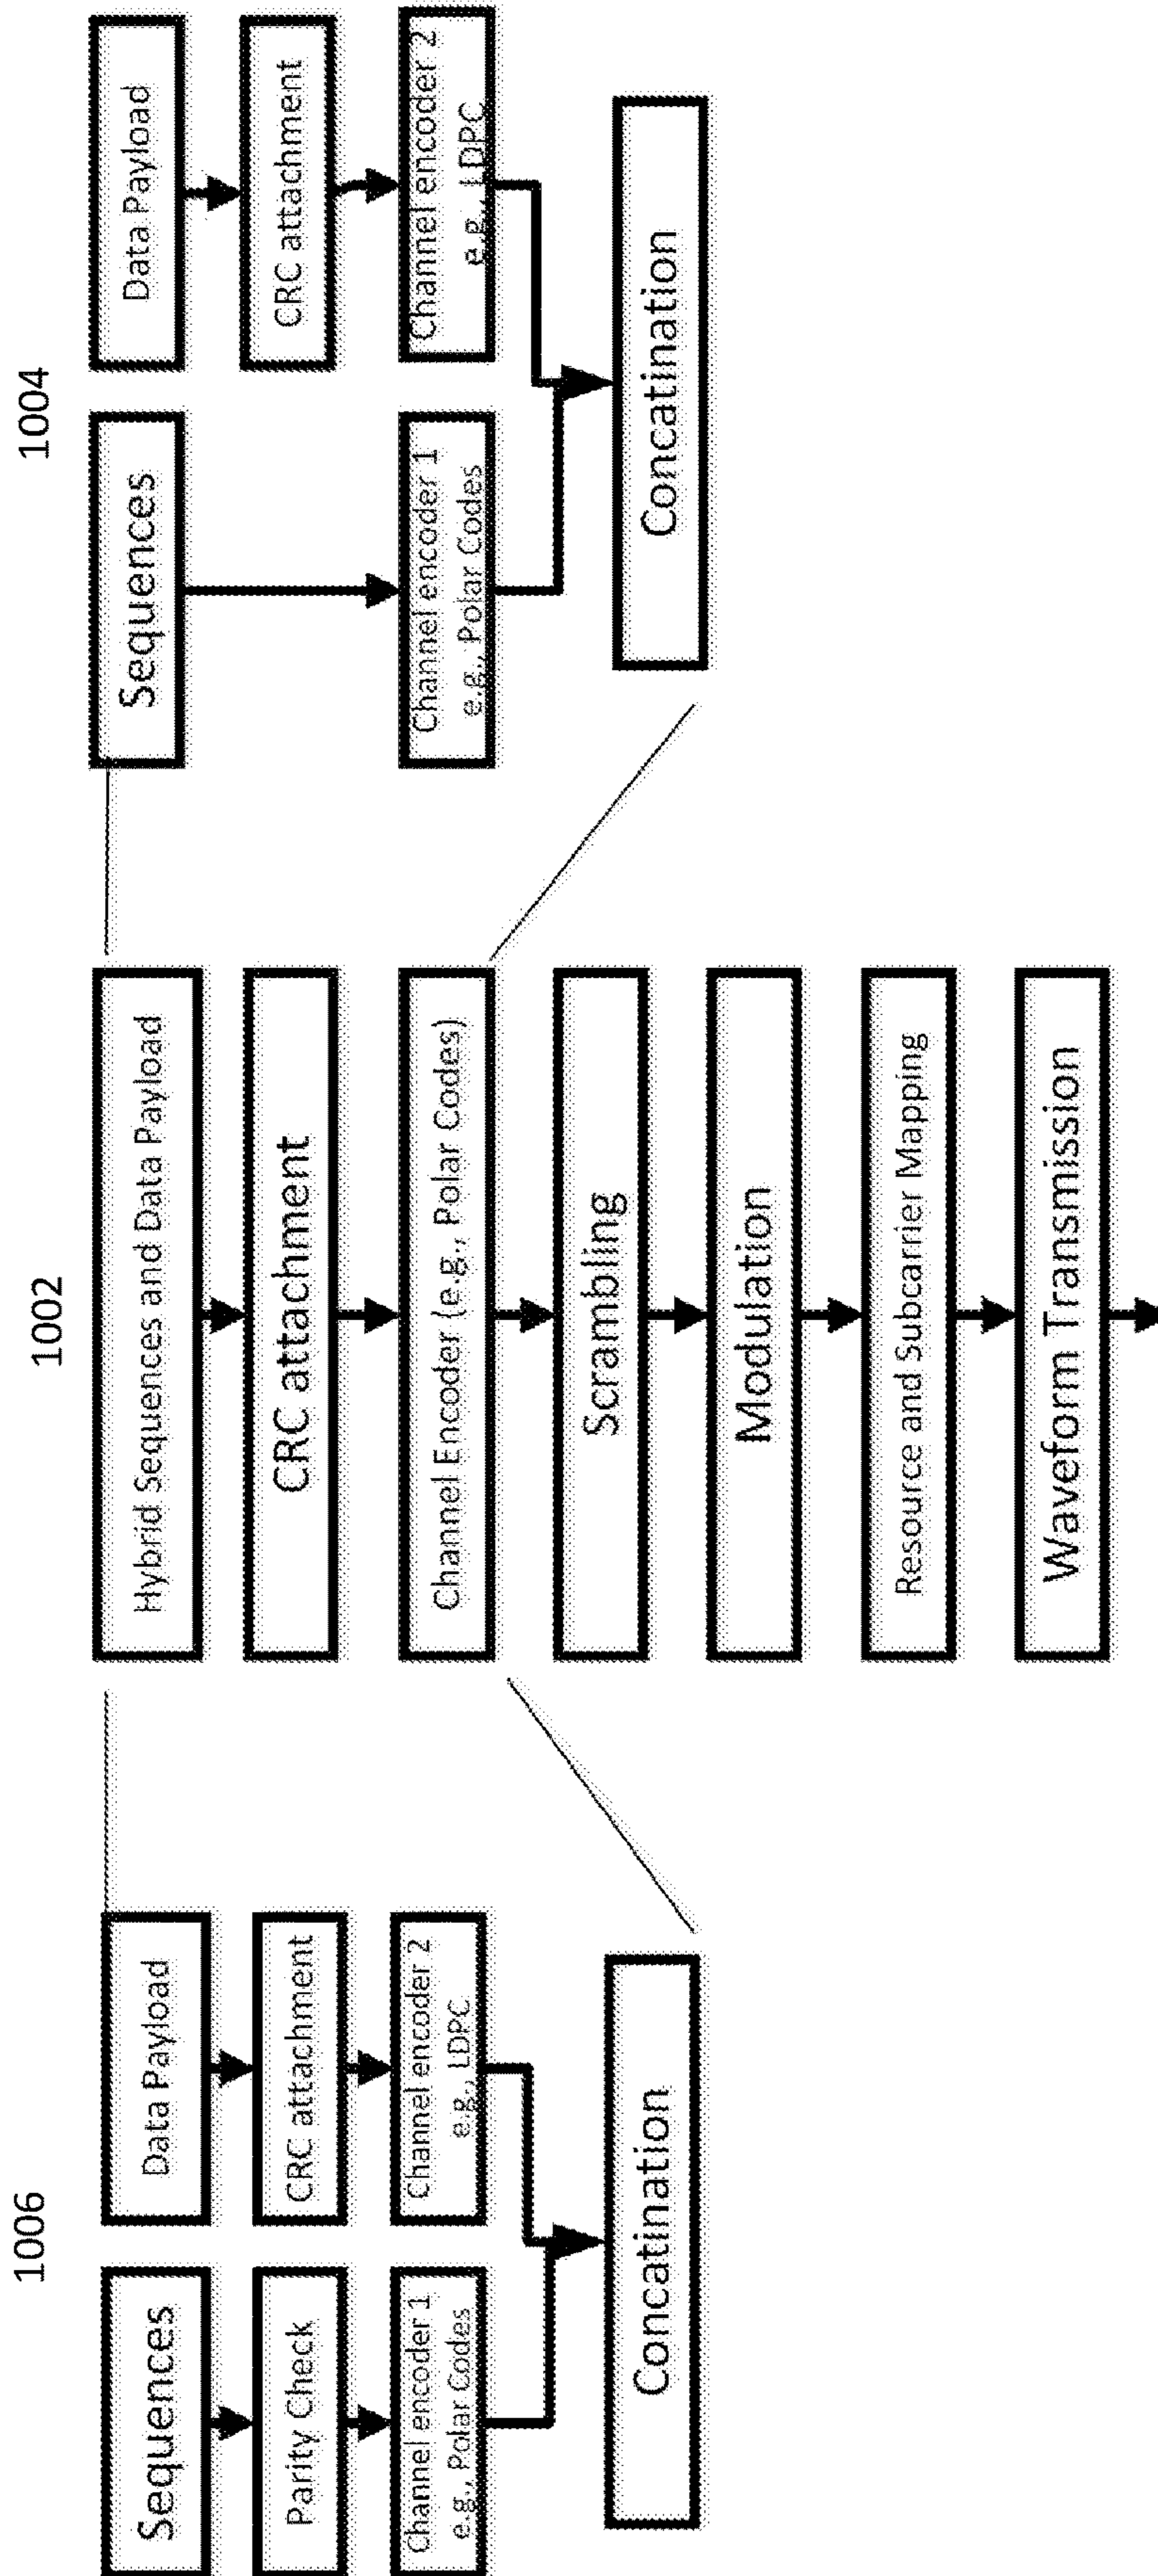 1006
Sequences
Data Payload
Parity Check
CRC attachment
Channel encoder 1
e.g., Polar Codes
Channel encoder 2
e.g., LDPC
Concatination
1002
Hybrid Sequences and Data Payload
CRC attachment
Channel Encoder (e.g., Polar Codes)
Scrambling
Modulation
Resource and Subcarrier Mapping
Waveform Transmission
1004
Sequences
Data Payload
CRC attachment
Channel encoder 1
e.g., Polar Codes
Channel encoder 2
e.g., LDPC
Concatination